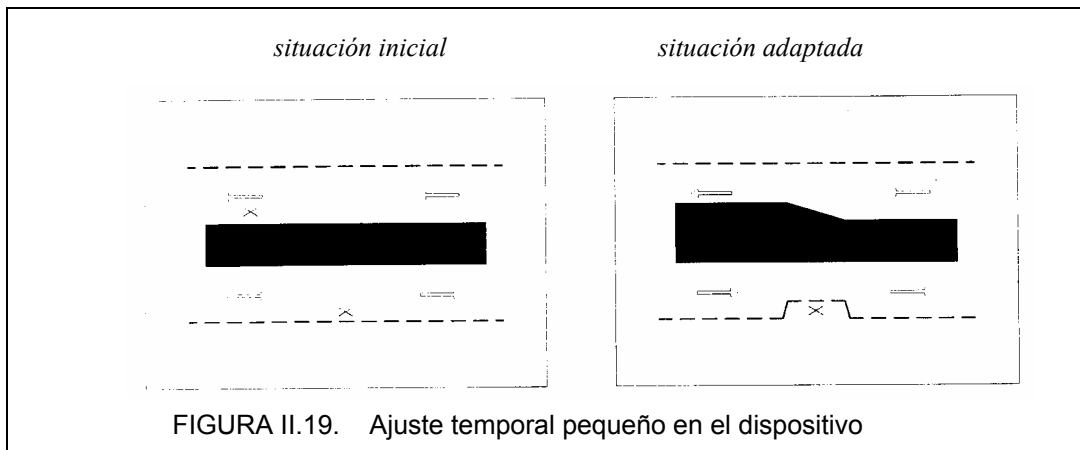 situación inicial situación adaptada
FIGURA II.19. Ajuste temporal pequeño en el dispositivo